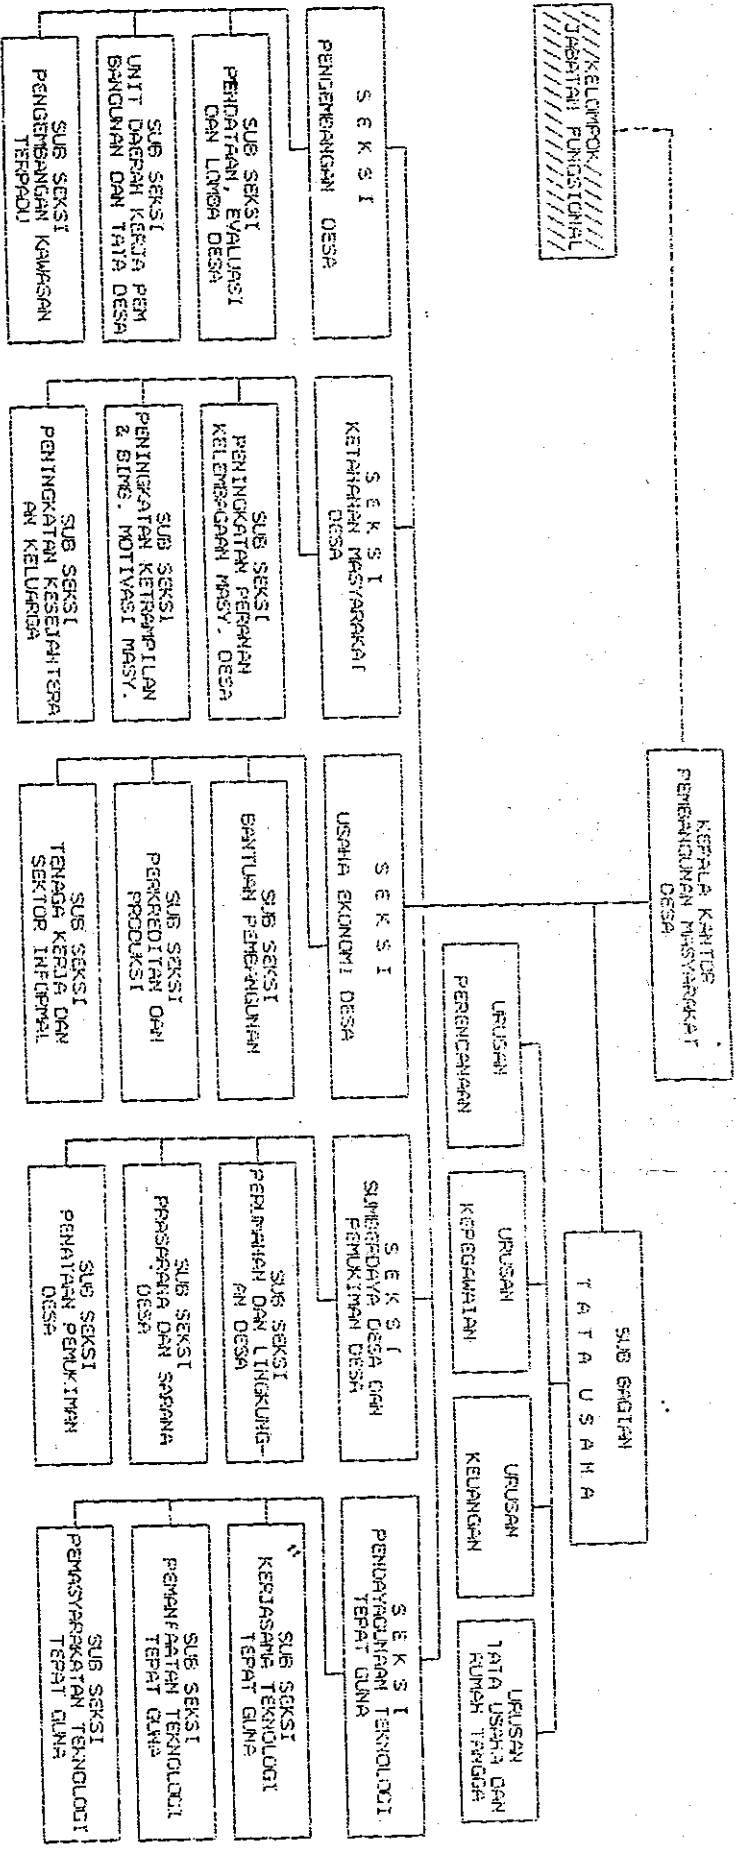 KEPALA KANTOR
PEMBANGUNAN MASYARAKAT
DESA
////KELOMPOK///////
/JABATAN FUNGSIONAL
SUB BAGIAN
T A T A U S A H A
URUSAN
PERENCANAAN
URUSAN
KEPEGAWAIAN
URUSAN
KEUANGAN
URUSAN
TATA USAHA DAN
RUMAH TANGGA
S E K S I
PENGEMBANGAN DESA
SUB SEKSI
PENDATAAN, EVALUASI
DAN LOMBA DESA
SUB SEKSI
UNIT DAERAH KERJA PEM
BANGUNAN DAN TATA DESA
SUB SEKSI
PENGEMBANGAN KAWASAN
TERPADU
S E K S I
KETAHANAN MASYARAKAT
DESA
SUB SEKSI
PENINGKATAN PERANAN
KELEMBAGAAN MASY. DESA
SUB SEKSI
PENINGKATAN KETRAMPILAN
& BIMB. MOTIVASI MASY.
SUB SEKSI
PENINGKATAN KESEJAHTERA
AN KELUARGA
S E K S I
USAHA EKONOMI DESA
SUB SEKSI
BANTUAN PEMBANGUNAN
SUB SEKSI
PERKREDITAN DAN
PRODUKSI
SUB SEKSI
TENAGA KERJA DAN
SEKTOR INFORMAL
S E K S I
SUMBERDAYA DESA DAN
PEMUKIMAN DESA
SUB SEKSI
PERUMAHAN DAN LINGKUNG-
AN DESA
SUB SEKSI
PRASARANA DAN SARANA
DESA
SUB SEKSI
PENATAAN PEMUKIMAN
DESA
S E K S I
PENDAYAGUNAAN TEKNOLOGI
TEPAT GUNA
SUB SEKSI
KERJASAMA TEKNOLOGI
TEPAT GUNA
SUB SEKSI
PEMANFAATAN TEKNOLOGI
TEPAT GUNA
SUB SEKSI
PEMASYARAKATAN TEKNOLOGI
TEPAT GUNA